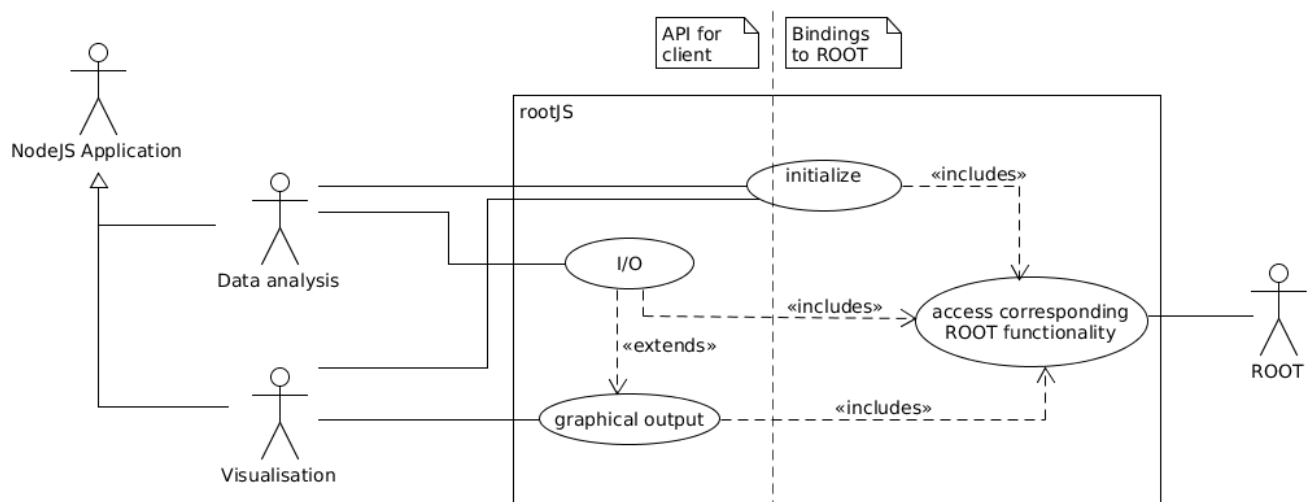 API for
client
Bindings
to ROOT
rootJS
NodeJS Application
initialize
«includes»
Data analysis
I/O
«includes»
access corresponding
ROOT functionality
«extends»
ROOT
«includes»
graphical output
Visualisation